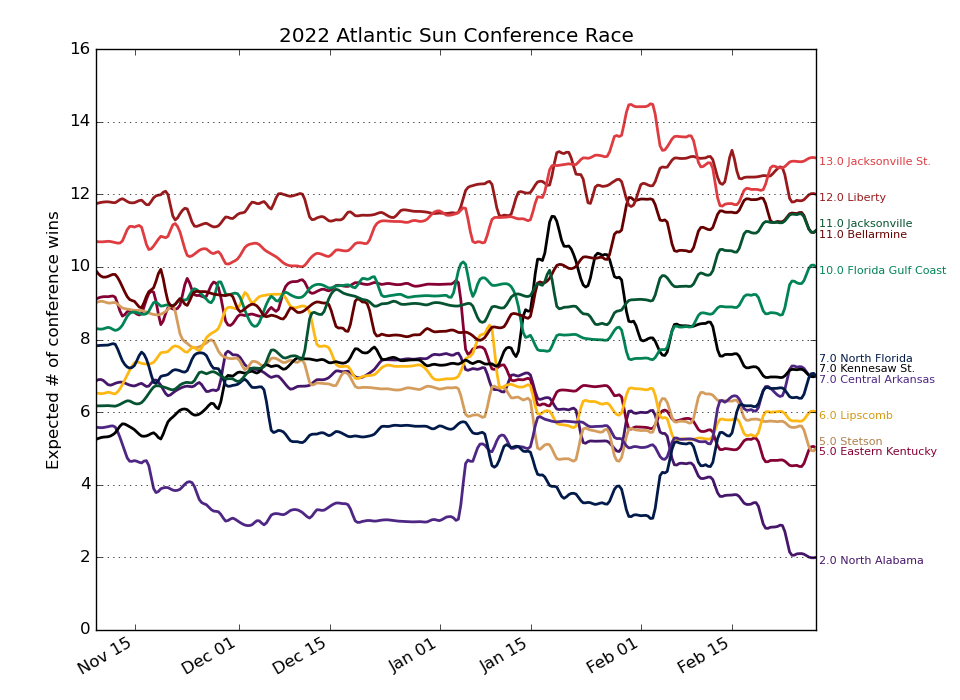 2022 Atlantic Sun Conference Race
Expected # of conference wins
16
14
12
10
8
6
4
2
0
Nov 15
Dec 01
Dec 15
Jan 01
Jan 15
Feb 01
Feb 15
13.0 Jacksonville St.
12.0 Liberty
11.0 Jacksonville
11.0 Bellarmine
10.0 Florida Gulf Coast
7.0 North Florida
7.0 Kennesaw St.
7.0 Central Arkansas
6.0 Lipscomb
5.0 Stetson
5.0 Eastern Kentucky
2.0 North Alabama